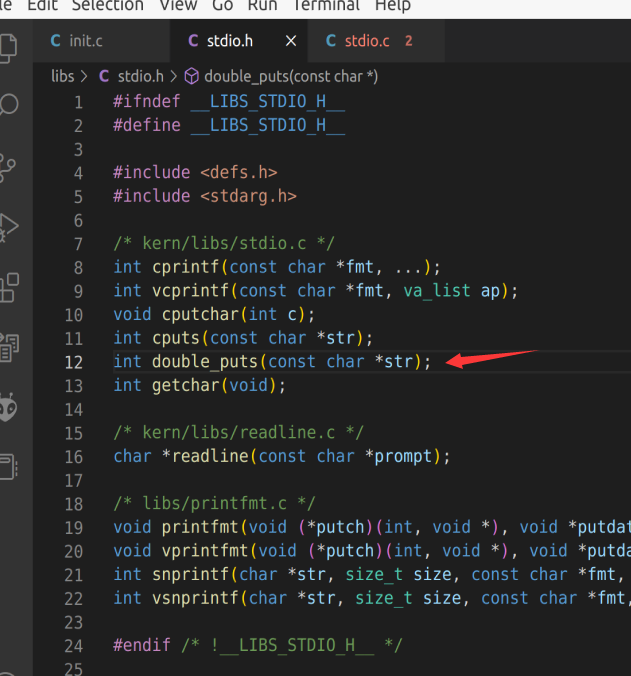 Edit Selection View Go Run Terminal Help
C init.c C stdio.h × C stdio.c 2
libs > C stdio.h > double_puts(const char *)
1 #ifndef __LIBS_STDIO_H__
2 #define __LIBS_STDIO_H__
3
4 #include <defs.h>
5 #include <stdarg.h>
6
7 /* kern/libs/stdio.c */
8 int cprintf(const char *fmt, ...);
9 int vcprintf(const char *fmt, va_list ap);
10 void cputchar(int c);
11 int cputs(const char *str);
12 int double_puts(const char *str);
13 int getchar(void);
14
15 /* kern/libs/readline.c */
16 char *readline(const char *prompt);
17
18 /* libs/printfmt.c */
19 void printfmt(void (*putch)(int, void *), void *putdat
20 void vprintfmt(void (*putch)(int, void *), void *putda
21 int snprintf(char *str, size_t size, const char *fmt,
22 int vsnprintf(char *str, size_t size, const char *fmt,
23
24 #endif /* !__LIBS_STDIO_H__ */
25